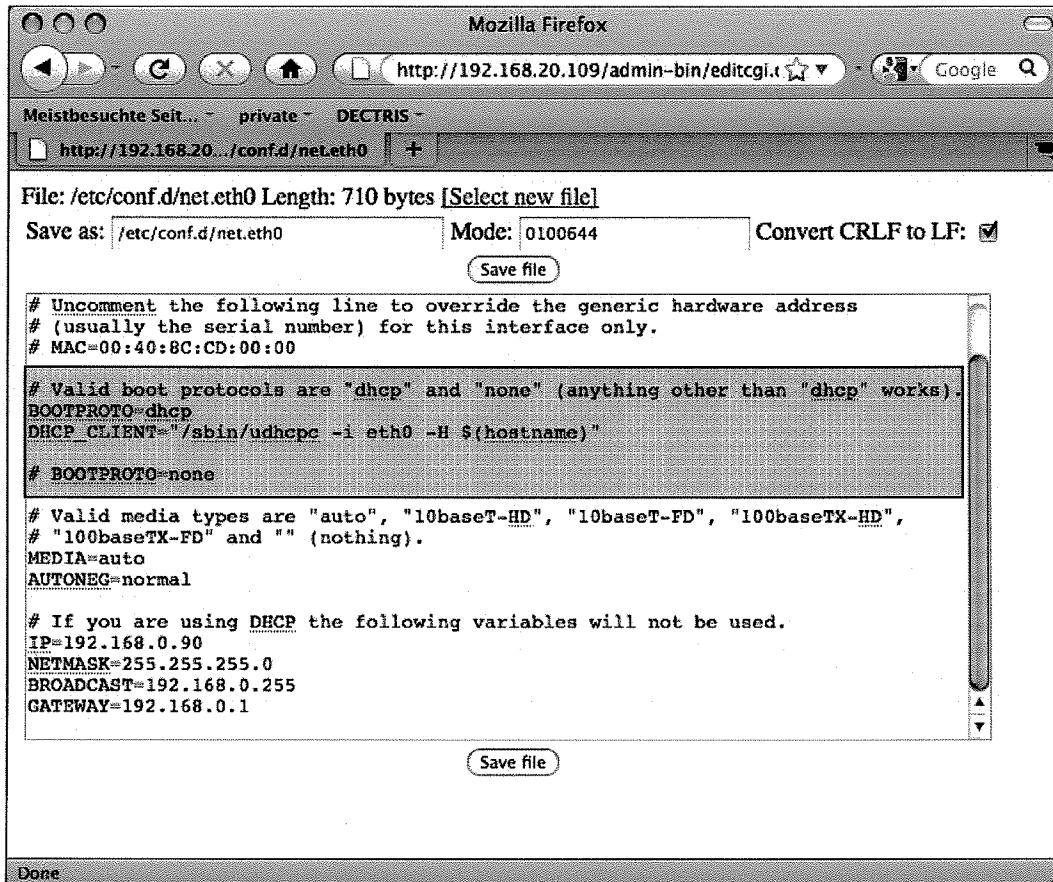 Mozilla Firefox
http://192.168.20.109/admin-bin/editcgi.c
Google
Meistbesuchte Seit... private DECTRIS
http://192.168.20.../conf.d/net.eth0 +
File: /etc/conf.d/net.eth0 Length: 710 bytes [Select new file]
Save as: /etc/conf.d/net.eth0 Mode: 0100644 Convert CRLF to LF:
Save file
# Uncomment the following line to override the generic hardware address
# (usually the serial number) for this interface only.
# MAC=00:40:8C:CD:00:00
# Valid boot protocols are "dhcp" and "none" (anything other than "dhcp" works).
BOOTPROTO=dhcp
DHCP_CLIENT="/sbin/udhcpc -i eth0 -H $(hostname)"
# BOOTPROTO=none
# Valid media types are "auto", "10baseT-HD", "10baseT-FD", "100baseTX-HD",
# "100baseTX-FD" and "" (nothing).
MEDIA=auto
AUTONEG=normal
# If you are using DHCP the following variables will not be used.
IP=192.168.0.90
NETMASK=255.255.255.0
BROADCAST=192.168.0.255
GATEWAY=192.168.0.1
Save file
Done